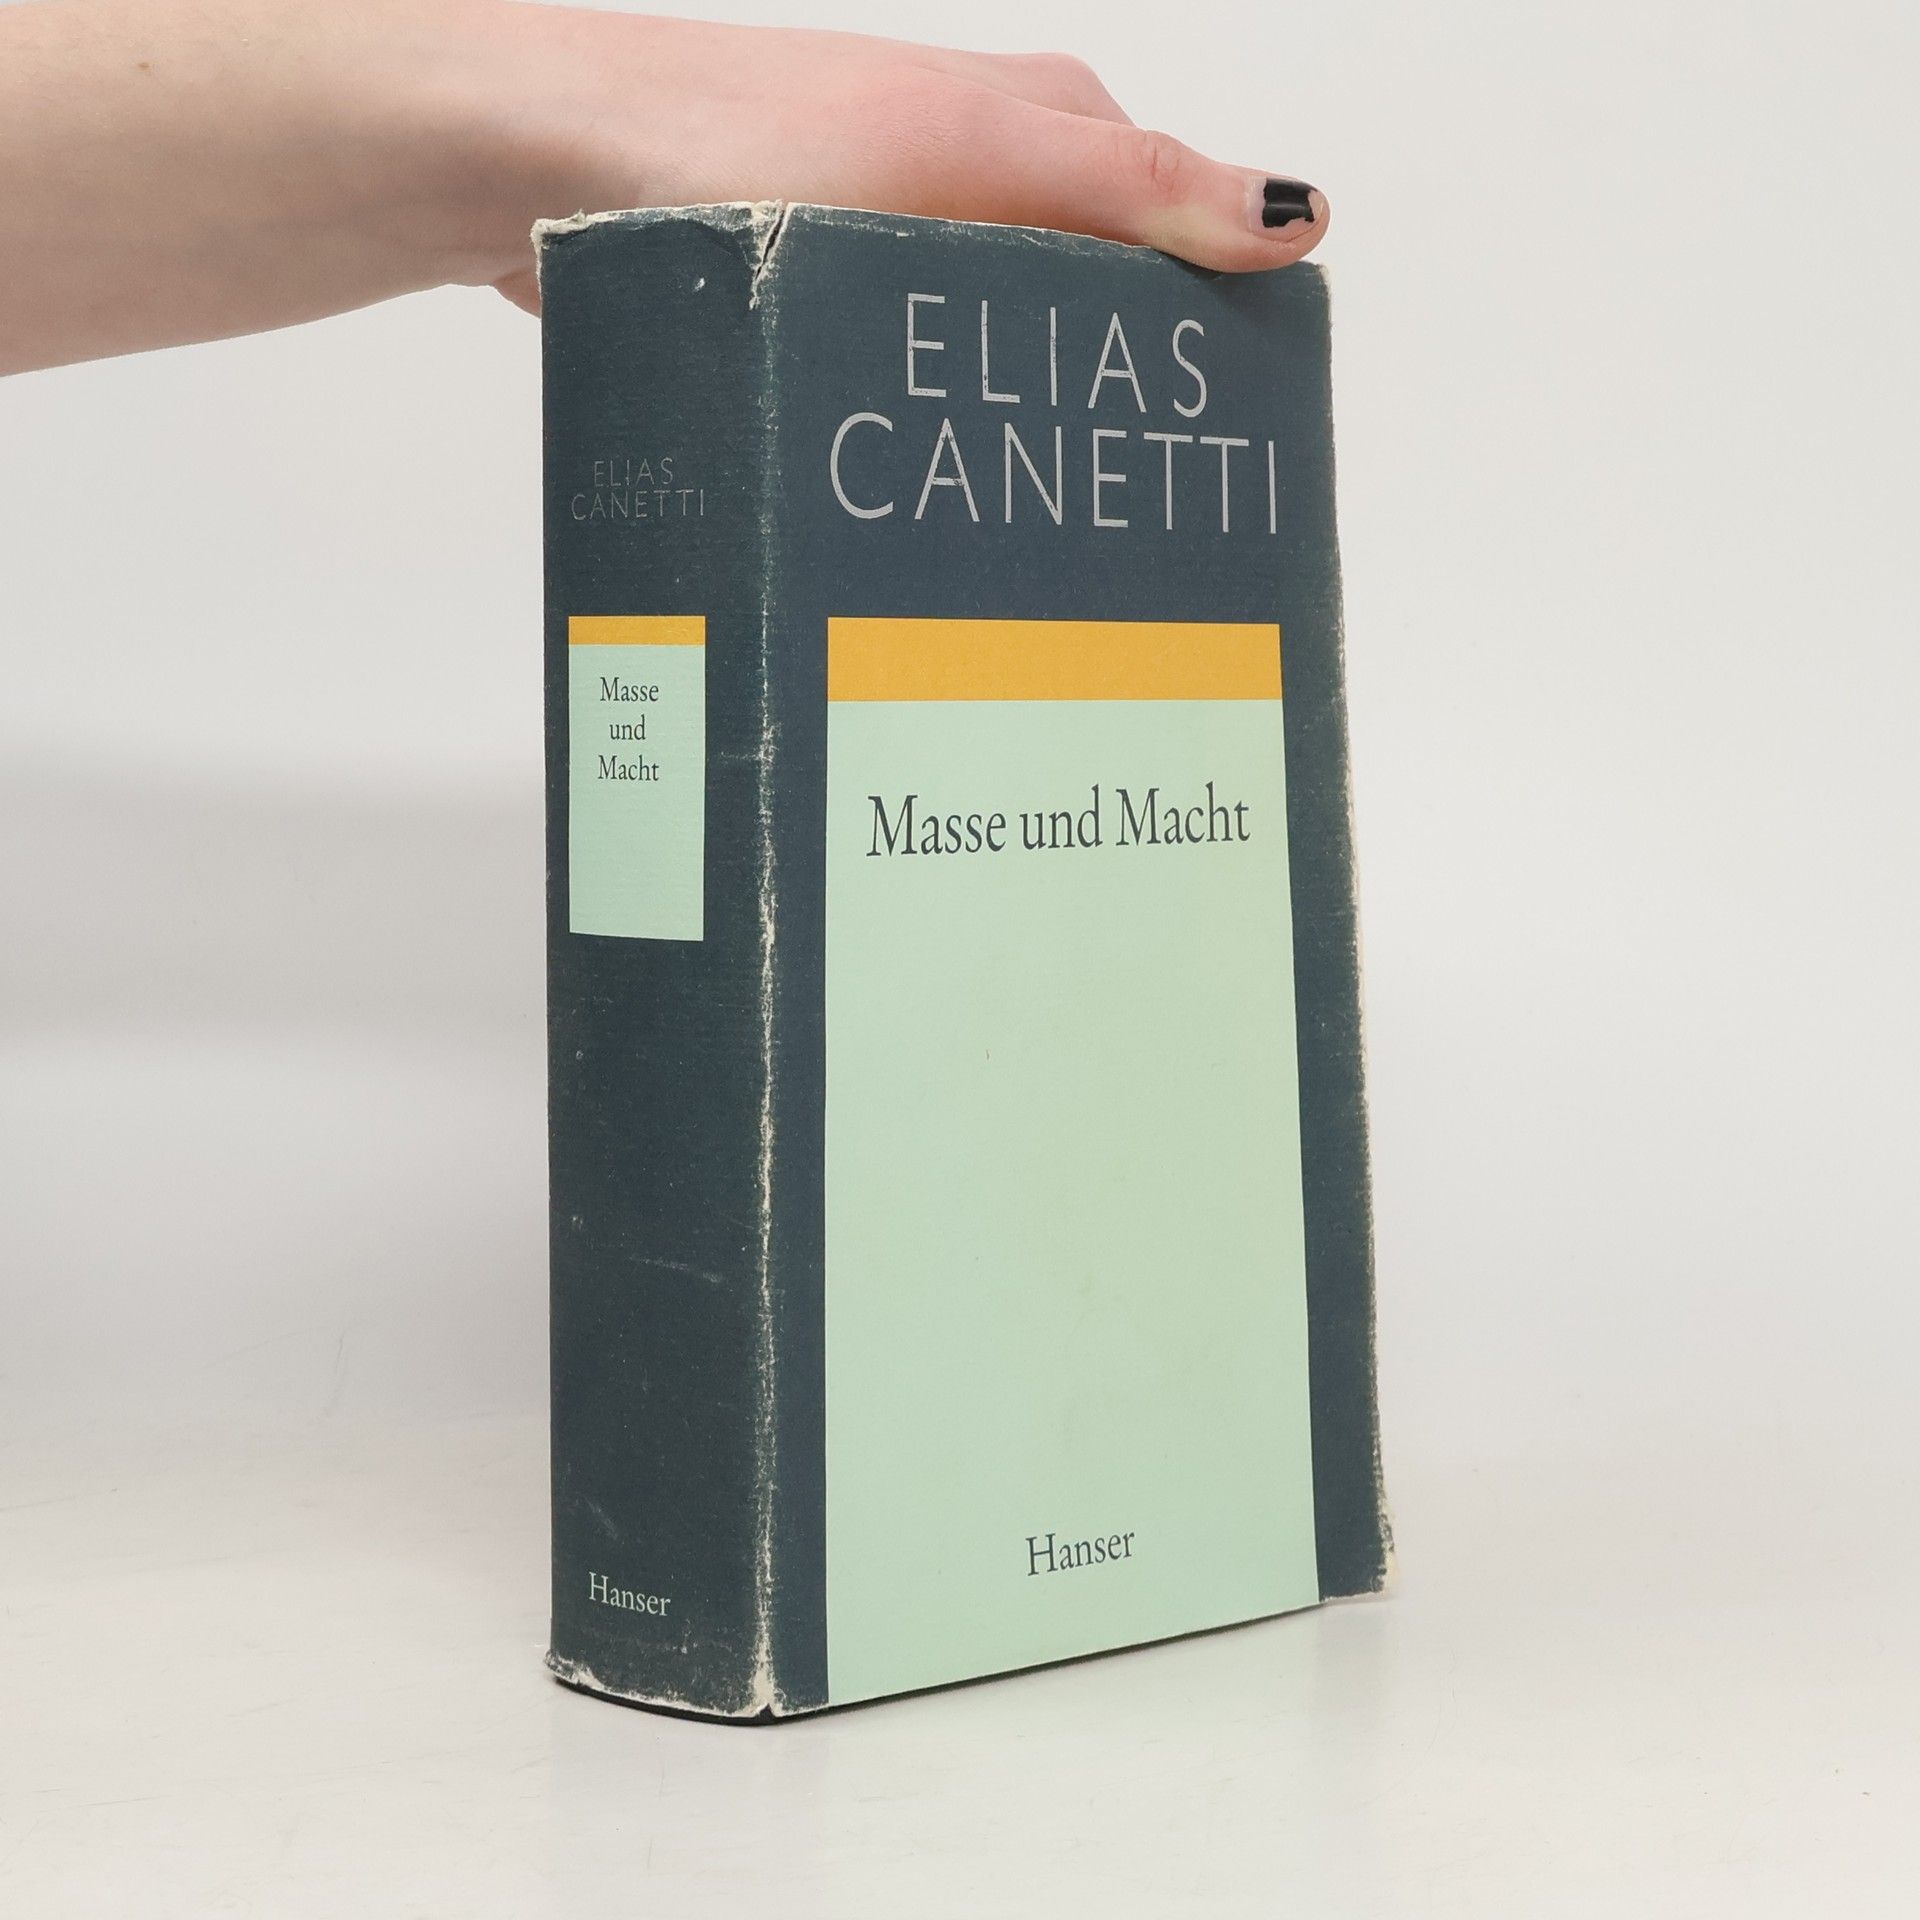 ELIAS
CANETTI
Masse
und
Macht
Hanser
ELIAS
CANETTI
Masse und Macht
Hanser